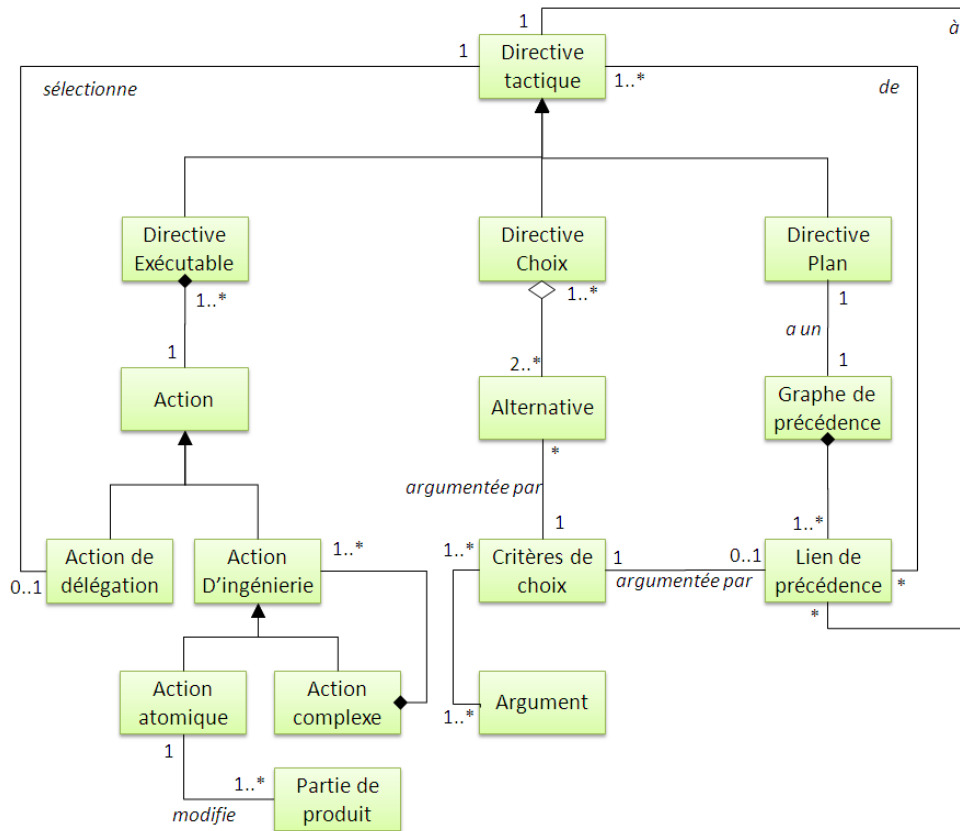 1
à
1
Directive
tactique
1..*
sélectionne
de
Directive
Exécutable
Directive
Choix
Directive
Plan
1..*
1..*
1
a un
1
2..*
1
Action
Alternative
Graphe de
précédence
*
argumentée par
1..*
1
1..*
1..*
Action de
délégation
Action
D'ingénierie
Critères de
choix
1
0..1
Lien de
précédence
0..1
argumentée par
*
*
Action
atomique
Action
complexe
Argument
1..*
1
1..*
Partie de
produit
modifie